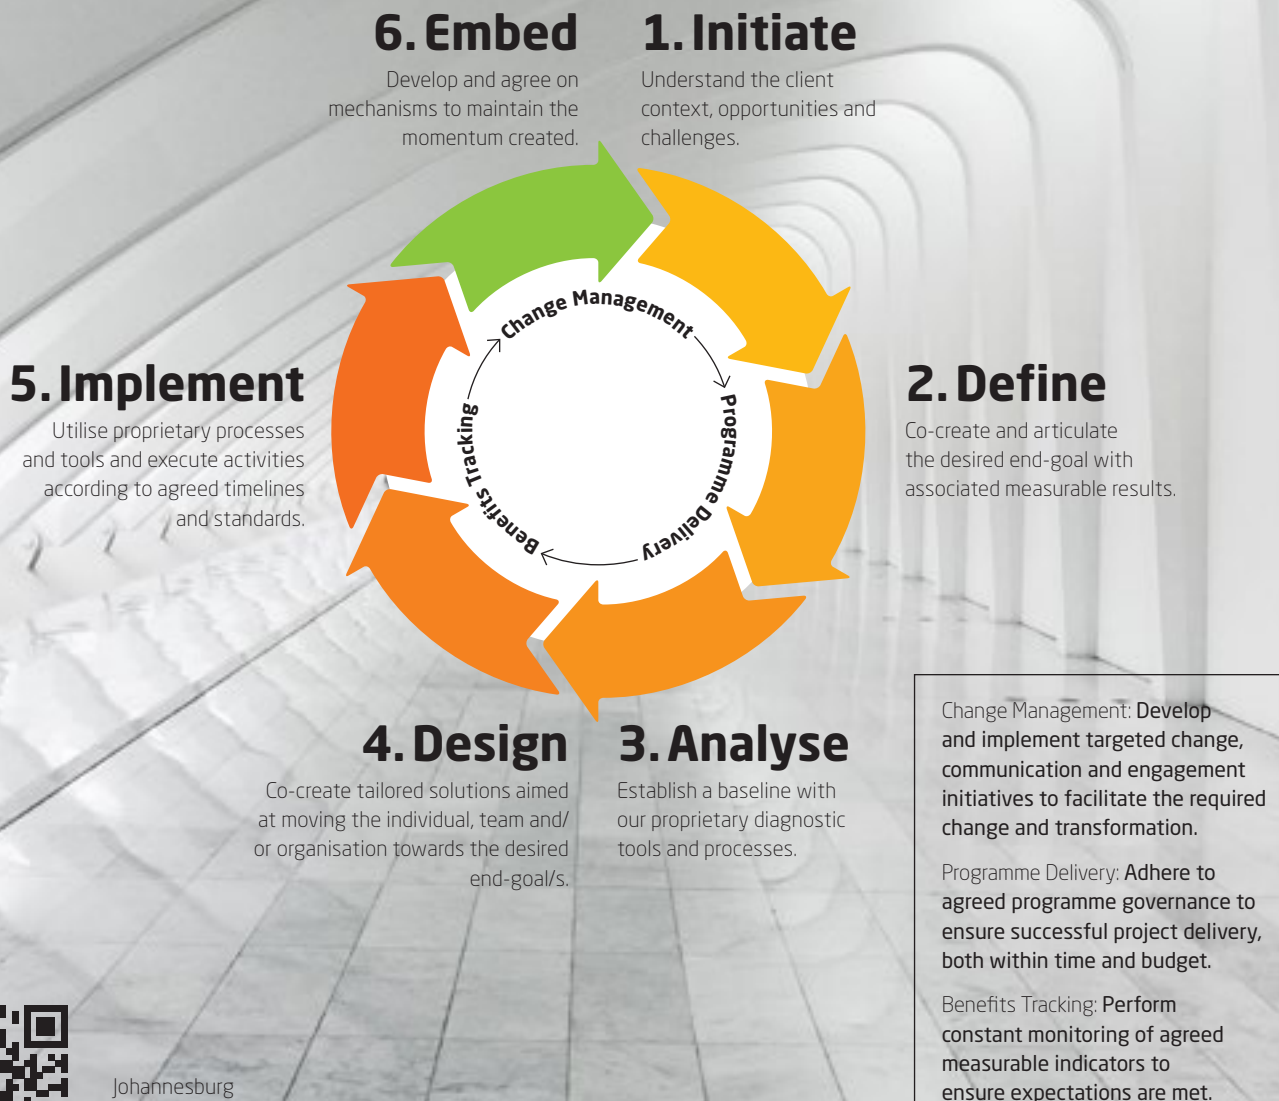 6. Embed
Develop and agree on
mechanisms to maintain the
momentum created.
1. Initiate
Understand the client
context, opportunities and
challenges.
Change Management
Programme Delivery
Benefits Tracking
5. Implement
Utilise proprietary processes
and tools and execute activities
according to agreed timelines
and standards.
2. Define
Co-create and articulate
the desired end-goal with
associated measurable results.
4. Design
Co-create tailored solutions aimed
at moving the individual, team and/
or organisation towards the desired
end-goal/s.
3. Analyse
Establish a baseline with
our proprietary diagnostic
tools and processes.
Change Management: Develop
and implement targeted change,
communication and engagement
initiatives to facilitate the required
change and transformation.
Programme Delivery: Adhere to
agreed programme governance to
ensure successful project delivery,
both within time and budget.
Benefits Tracking: Perform
constant monitoring of agreed
measurable indicators to
ensure expectations are met.
Johannesburg